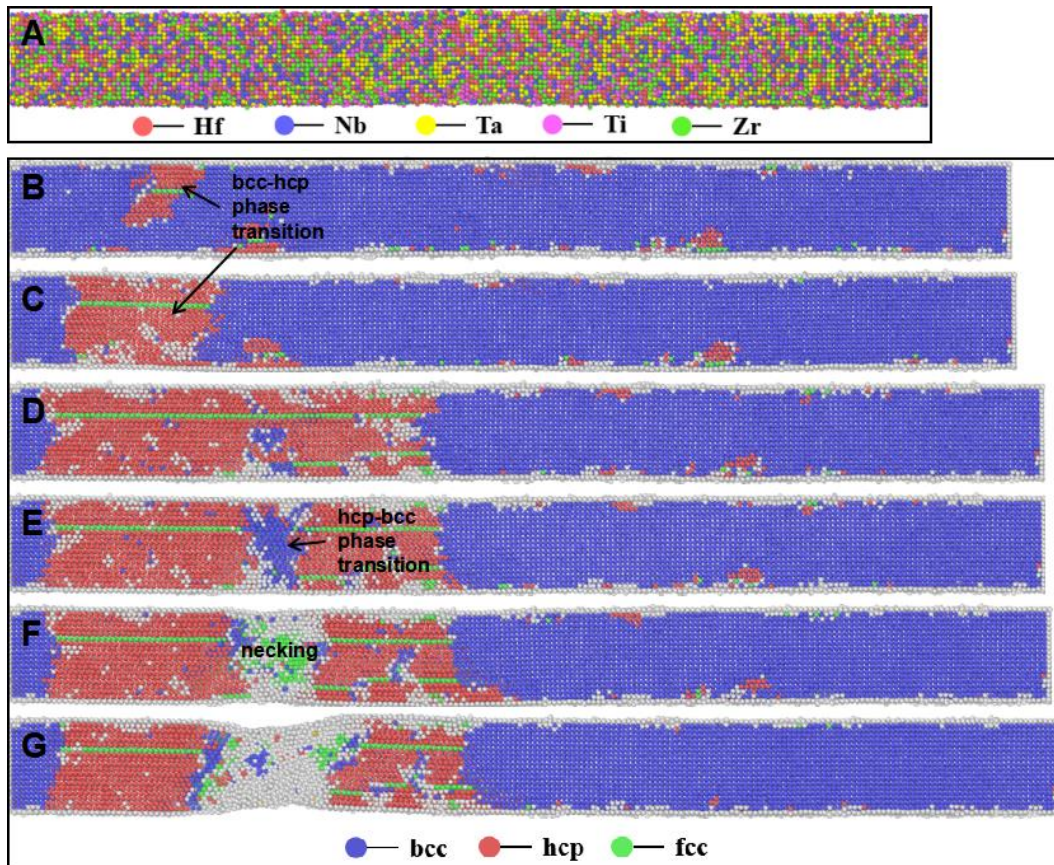 A
Hf Nb Ta Ti Zr
B
bcc-hcp
phase
transition
C
D
E
hcp-bcc
phase
transition
F
necking
G
bcc hcp fcc